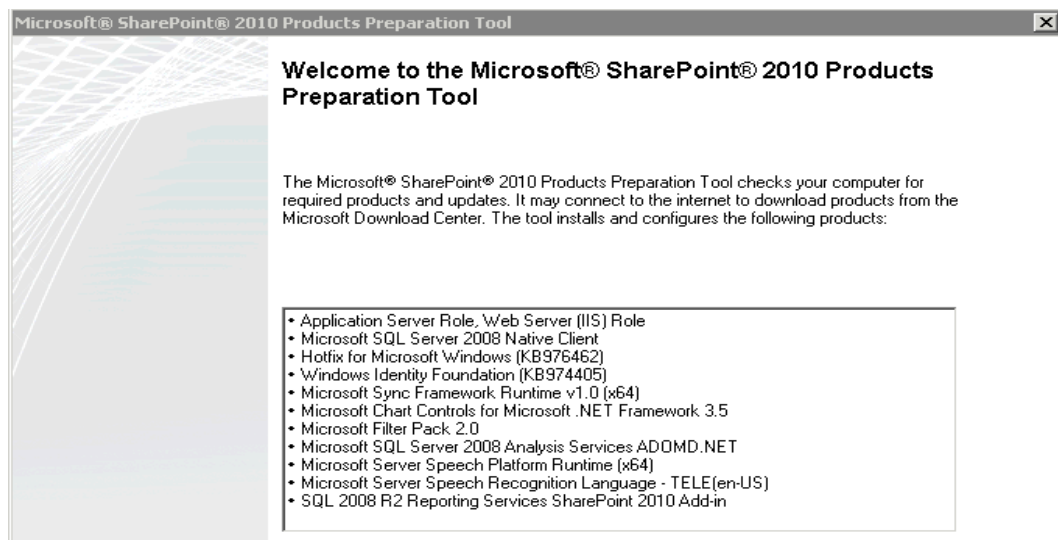 Microsoft® SharePoint® 2010 Products Preparation Tool
Welcome to the Microsoft® SharePoint® 2010 Products
Preparation Tool
The Microsoft® SharePoint® 2010 Products Preparation Tool checks your computer for
required products and updates. It may connect to the internet to download products from the
Microsoft Download Center. The tool installs and configures the following products:
• Application Server Role, Web Server (IIS) Role
• Microsoft SQL Server 2008 Native Client
• Hotfix for Microsoft Windows (KB976462)
• Windows Identity Foundation (KB974405)
• Microsoft Sync Framework Runtime v1.0 (x64)
• Microsoft Chart Controls for Microsoft .NET Framework 3.5
• Microsoft Filter Pack 2.0
• Microsoft SQL Server 2008 Analysis Services ADOMD.NET
• Microsoft Server Speech Platform Runtime (x64)
• Microsoft Server Speech Recognition Language - TELE(en-US)
• SQL 2008 R2 Reporting Services SharePoint 2010 Add-in